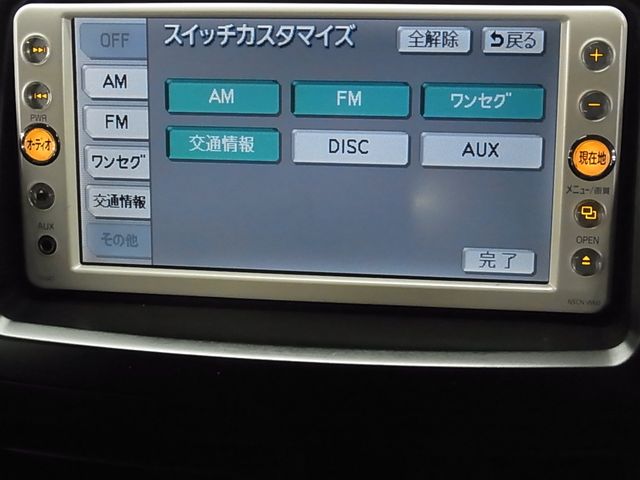 OFF
スイッチカスタマイズ
全解除
戻る
AM
FM
ワンセグ
交通情報
その他
AM
FM
ワンセグ
交通情報
DISC
AUX
完了
PWR
オーディオ
AUX
現在地
メニュー/画質
OPEN